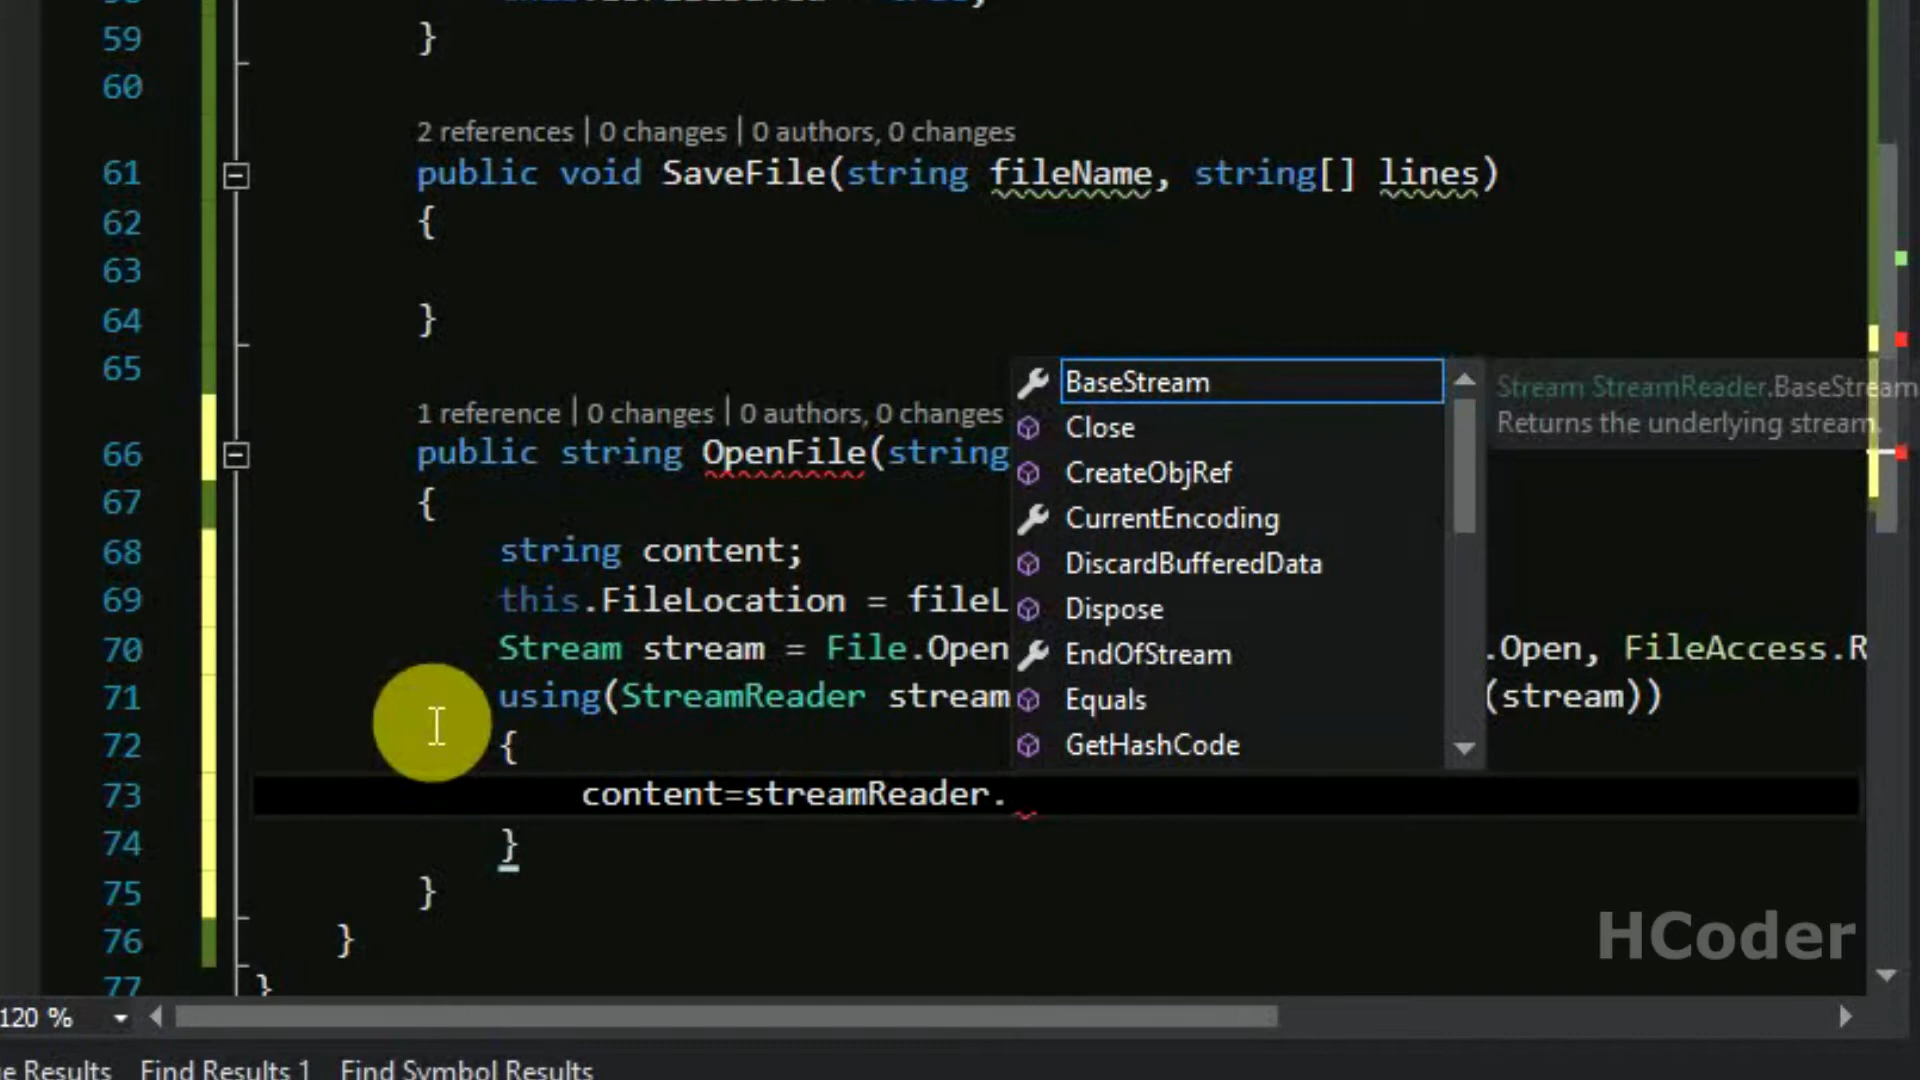 59 }
60
2 references | 0 changes | 0 authors, 0 changes
61 public void SaveFile(string fileName, string[] lines)
62 {
63
64 }
65
1 reference | 0 changes | 0 authors, 0 changes
66 public string OpenFile(string
67 {
68 string content;
69 this.FileLocation = fileL
70 Stream stream = File.Open .Open, FileAccess.R
71 using(StreamReader stream (stream))
72 {
73 content=streamReader.
74 }
75 }
76 }
77 }
BaseStream
Close
CreateObjRef
CurrentEncoding
DiscardBufferedData
Dispose
EndOfStream
Equals
GetHashCode
Stream StreamReader.BaseStream
Returns the underlying stream.
HCoder
120 %
e Results Find Results 1 Find Symbol Results